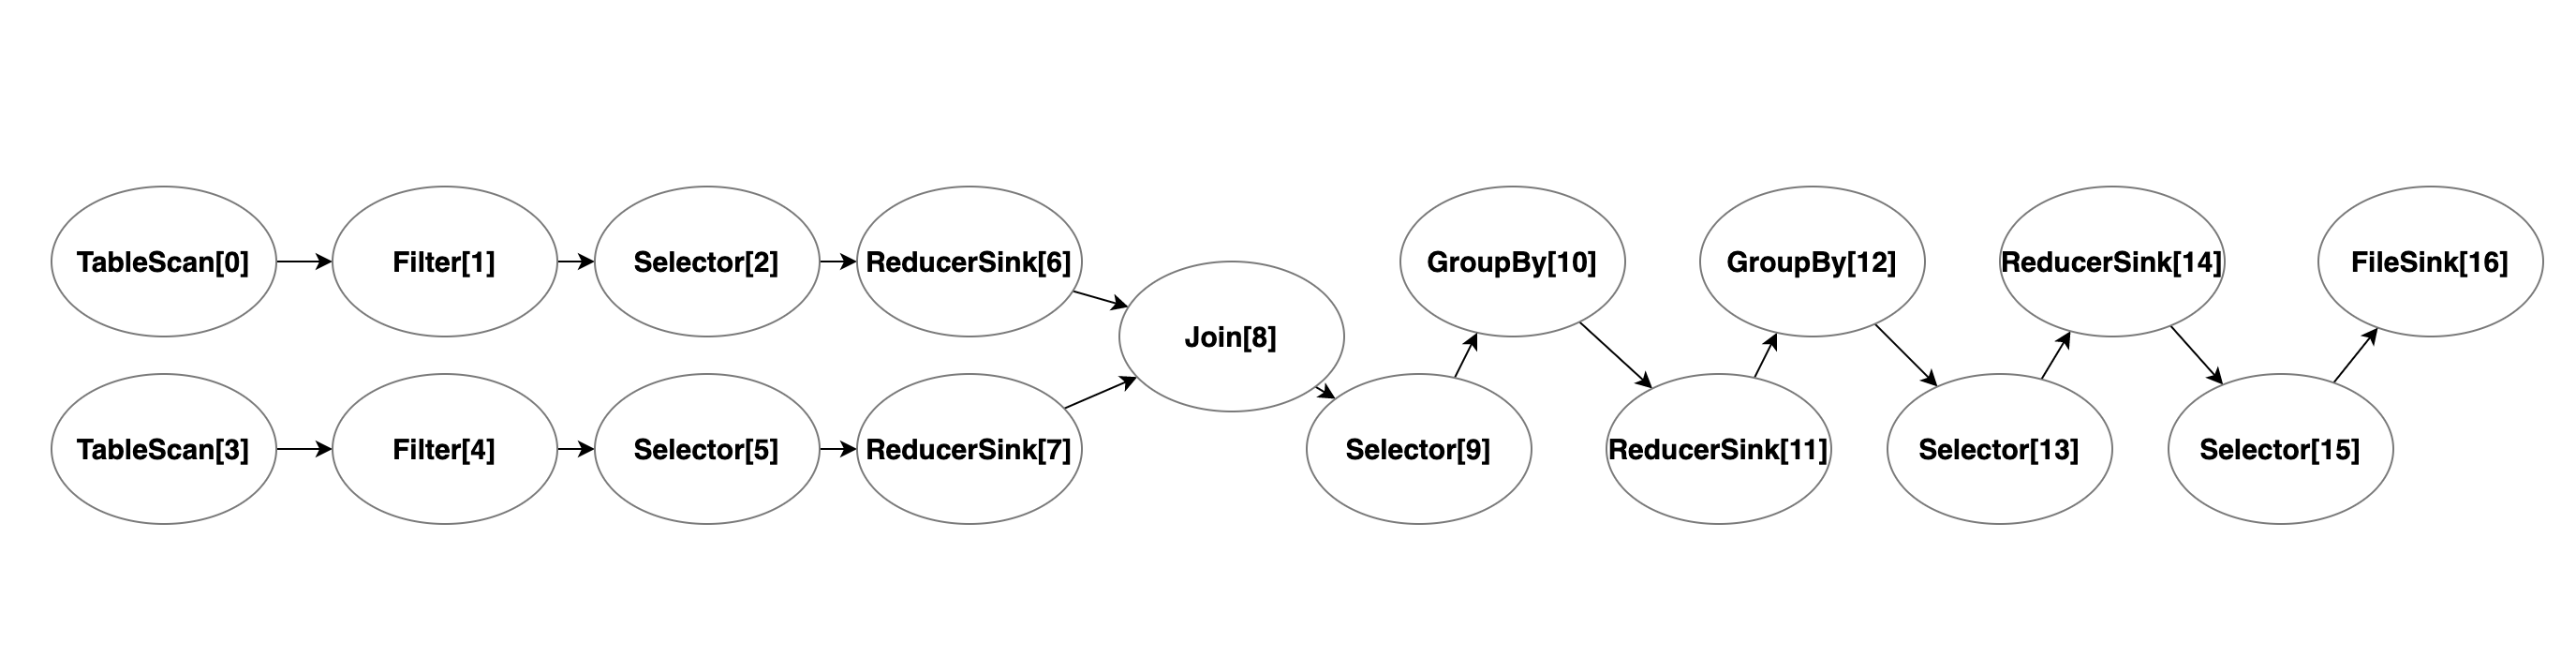 TableScan[0]
Filter[1]
Selector[2]
ReducerSink[6]
TableScan[3]
Filter[4]
Selector[5]
ReducerSink[7]
Join[8]
Selector[9]
GroupBy[10]
ReducerSink[11]
GroupBy[12]
Selector[13]
ReducerSink[14]
Selector[15]
FileSink[16]